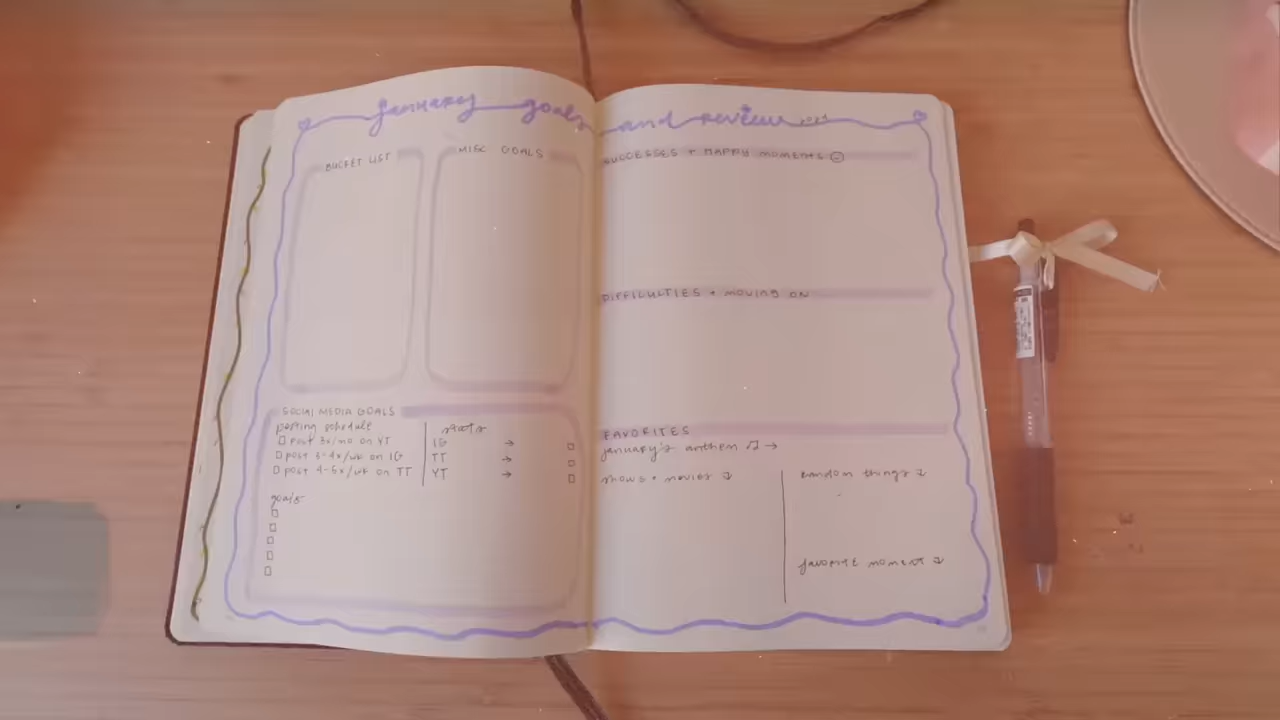 january goals and review
BUCKET LIST
MISC GOALS
SOCIAL MEDIA GOALS
posting schedule
post 3x/mo on YT
post 3-4x/wk on IG
post 4-5x/wk on TT
stats
IG →
TT →
YT →
goals
SUCCESSES + HAPPY MOMENTS
DIFFICULTIES + MOVING ON
FAVORITES
january's anthem ♫ →
shows + movies
random things
favorite moment